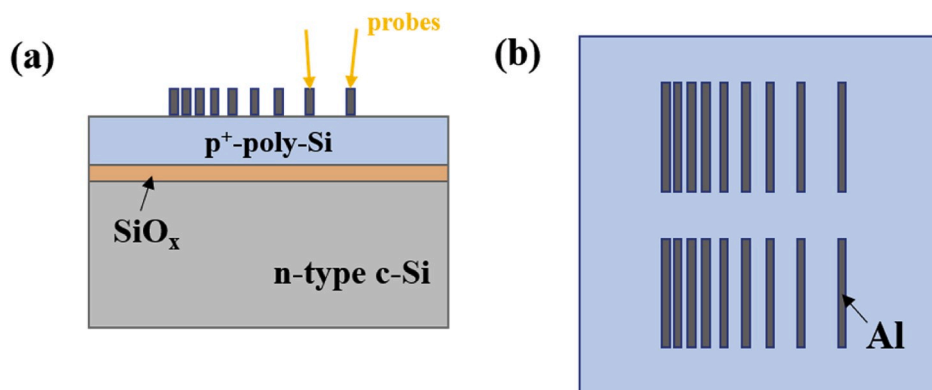 probes
(a)
p⁺-poly-Si
SiOₓ
n-type c-Si
(b)
Al